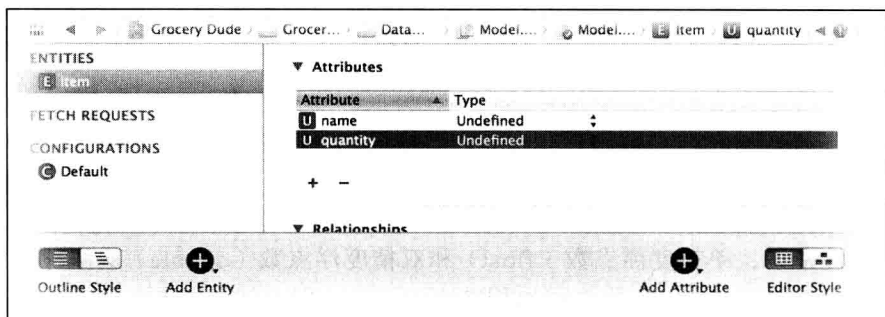 Grocery Dude Grocer... Data... Model.... Model.... Item U quantity
ENTITIES
E Item
FETCH REQUESTS
CONFIGURATIONS
C Default
▼ Attributes
Attribute Type
U name Undefined
U quantity Undefined
+ −
▼ Relationships
Outline Style
Add Entity
Add Attribute
Editor Style